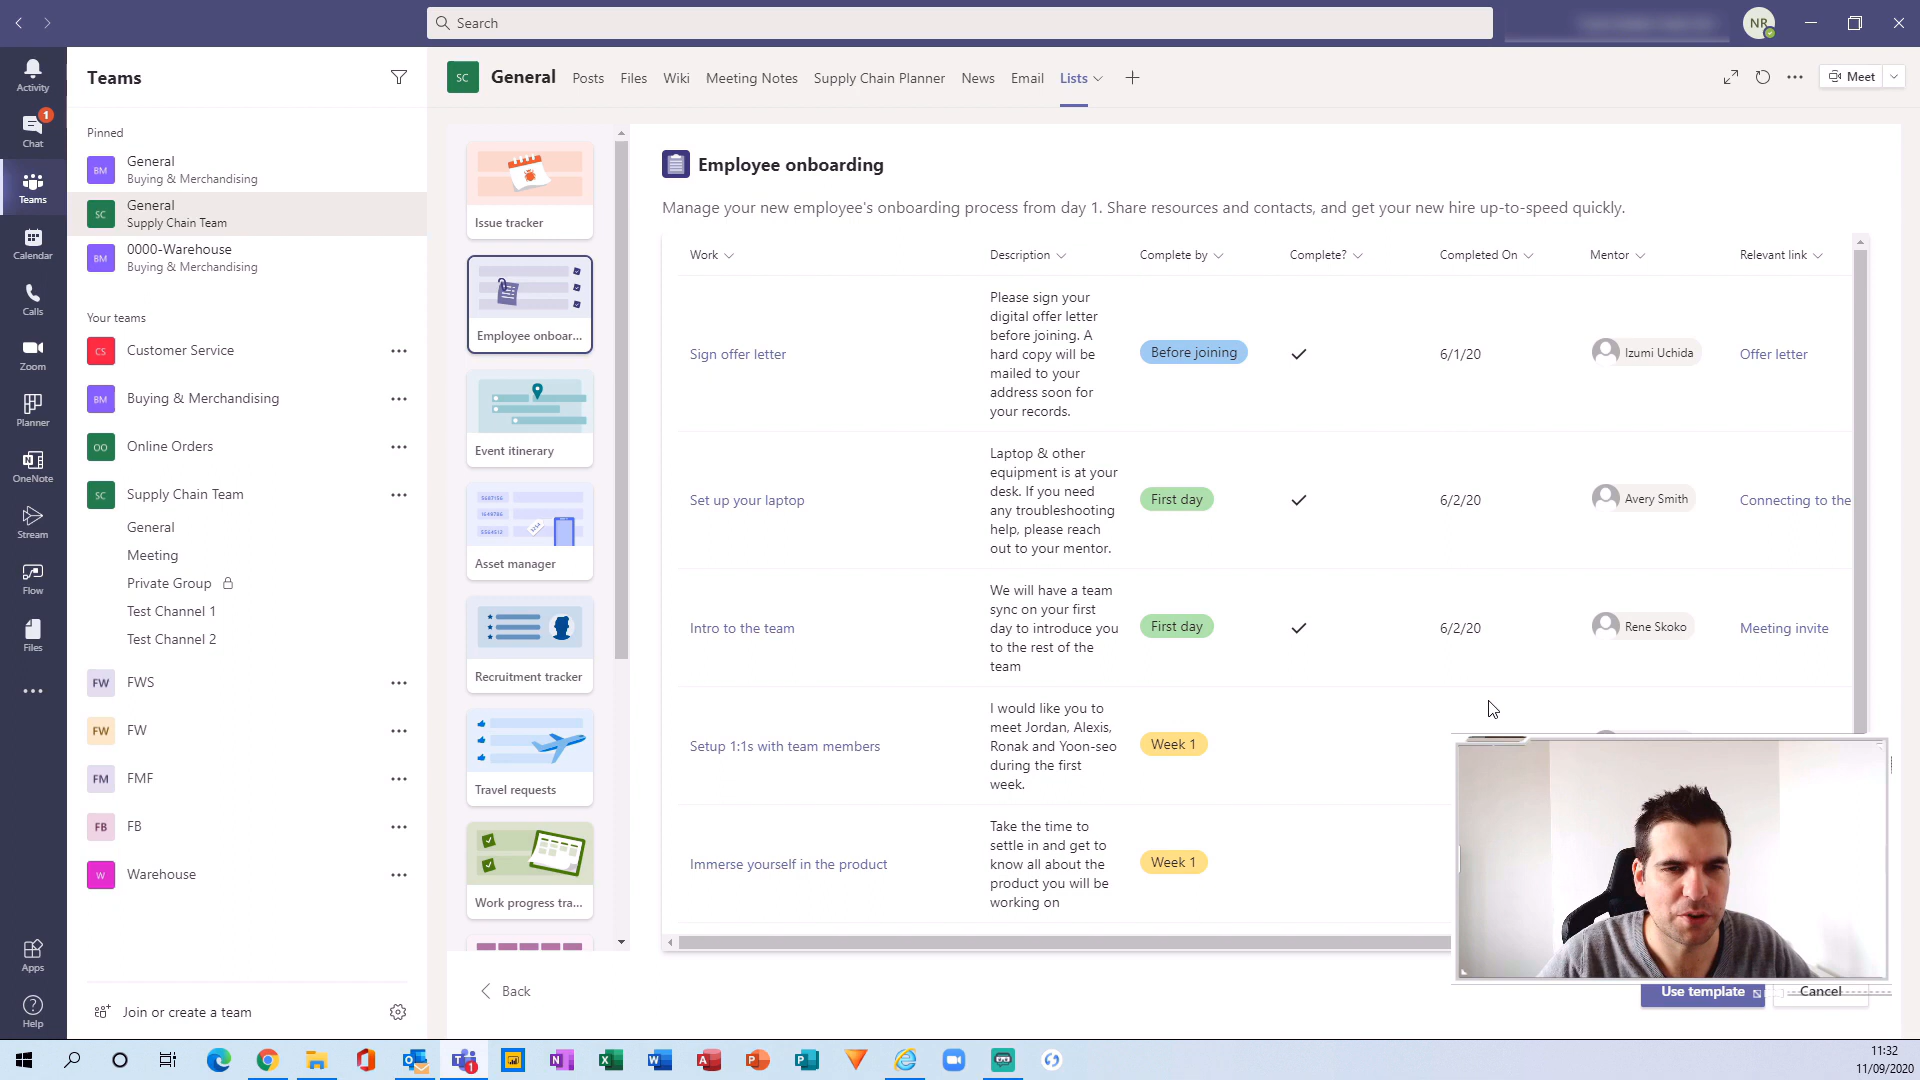 Search
NR
Activity
Chat
1
Teams
Calendar
Calls
Zoom
Planner
OneNote
Stream
Flow
Files
Apps
Help
Teams
Pinned
BM
General
Buying & Merchandising
SC
General
Supply Chain Team
BM
0000-Warehouse
Buying & Merchandising
Your teams
CS
Customer Service
BM
Buying & Merchandising
OO
Online Orders
SC
Supply Chain Team
General
Meeting
Private Group
Test Channel 1
Test Channel 2
FW
FWS
FW
FW
FM
FMF
FB
FB
W
Warehouse
Join or create a team
SC General Posts Files Wiki Meeting Notes Supply Chain Planner News Email Lists
Meet
Issue tracker
Employee onboar...
Event itinerary
Asset manager
Recruitment tracker
Travel requests
Work progress tra...
Employee onboarding
Manage your new employee's onboarding process from day 1. Share resources and contacts, and get your new hire up-to-speed quickly.
Work Description Complete by Complete? Completed On Mentor Relevant link
Sign offer letter
Please sign your
digital offer letter
before joining. A
hard copy will be
mailed to your
address soon for
your records.
Before joining
6/1/20
Izumi Uchida
Offer letter
Set up your laptop
Laptop & other
equipment is at your
desk. If you need
any troubleshooting
help, please reach
out to your mentor.
First day
6/2/20
Avery Smith
Connecting to the
Intro to the team
We will have a team
sync on your first
day to introduce you
to the rest of the
team
First day
6/2/20
Rene Skoko
Meeting invite
Setup 1:1s with team members
I would like you to
meet Jordan, Alexis,
Ronak and Yoon-seo
during the first
week.
Week 1
Immerse yourself in the product
Take the time to
settle in and get to
know all about the
product you will be
working on
Week 1
Back
Use template
Cancel
11:32
11/09/2020